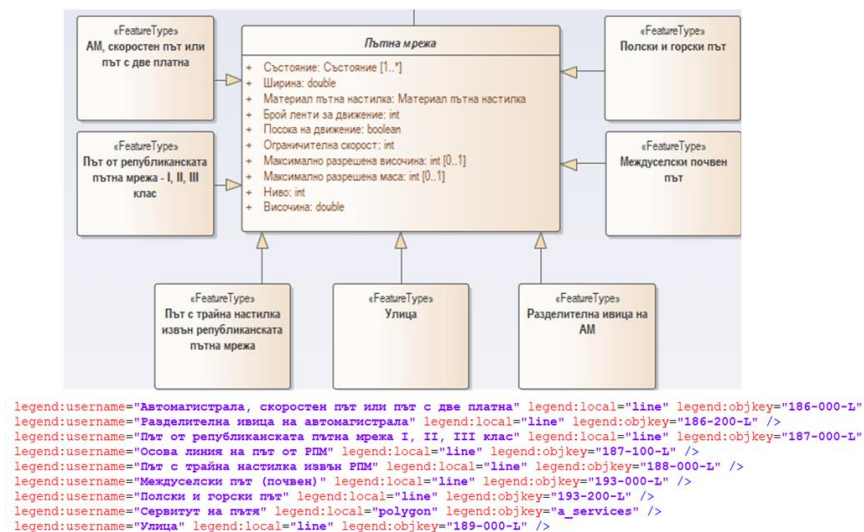 «FeatureType»
АМ, скоростен път или
път с две платна
«FeatureType»
Път от републиканската
пътна мрежа - I, II, III
клас
Пътна мрежа
+ Състояние: Състояние [1..*]
+ Ширина: double
+ Материал пътна настилка: Материал пътна настилка
+ Брой ленти за движение: int
+ Посока на движение: boolean
+ Ограничителна скорост: int
+ Максимално разрешена височина: int [0..1]
+ Максимално разрешена маса: int [0..1]
+ Ниво: int
+ Височина: double
«FeatureType»
Полски и горски път
«FeatureType»
Междуселски почвен
път
«FeatureType»
Път с трайна настилка
извън републиканската
пътна мрежа
«FeatureType»
Улица
«FeatureType»
Разделителна ивица на
АМ
legend:username="Автомагистрала, скоростен път или път с две платна" legend:local="line" legend:objkey="186-000-L"
legend:username="Разделителна ивица на автомагистрала" legend:local="line" legend:objkey="186-200-L" />
legend:username="Път от републиканската пътна мрежа I, II, III клас" legend:local="line" legend:objkey="187-000-L"
legend:username="Осова линия на път от РПМ" legend:local="line" legend:objkey="187-100-L" />
legend:username="Път с трайна настилка извън РПМ" legend:local="line" legend:objkey="188-000-L" />
legend:username="Междуселски път (почвен)" legend:local="line" legend:objkey="193-000-L" />
legend:username="Полски и горски път" legend:local="line" legend:objkey="193-200-L" />
legend:username="Сервитут на пътя" legend:local="polygon" legend:objkey="a_services" />
legend:username="Улица" legend:local="line" legend:objkey="189-000-L" />